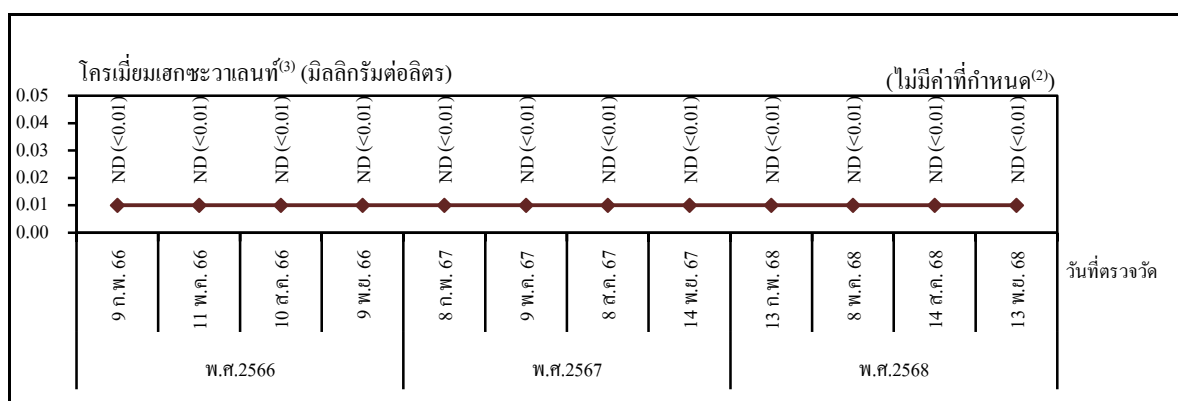 โครเมี่ยมเฮกซะวาเลนท์⁽³⁾ (มิลลิกรัมต่อลิตร) (ไม่มีค่าที่กำหนด⁽²⁾)
0.05
0.04
0.03
0.02
0.01
0.00
ND (<0.01) ND (<0.01) ND (<0.01) ND (<0.01) ND (<0.01) ND (<0.01) ND (<0.01) ND (<0.01) ND (<0.01) ND (<0.01) ND (<0.01) ND (<0.01)
9 ก.พ. 66 11 พ.ค. 66 10 ส.ค. 66 9 พ.ย. 66 8 ก.พ. 67 9 พ.ค. 67 8 ส.ค. 67 14 พ.ย. 67 13 ก.พ. 68 8 พ.ค. 68 14 ส.ค. 68 13 พ.ย. 68
วันที่ตรวจวัด
พ.ศ.2566 พ.ศ.2567 พ.ศ.2568